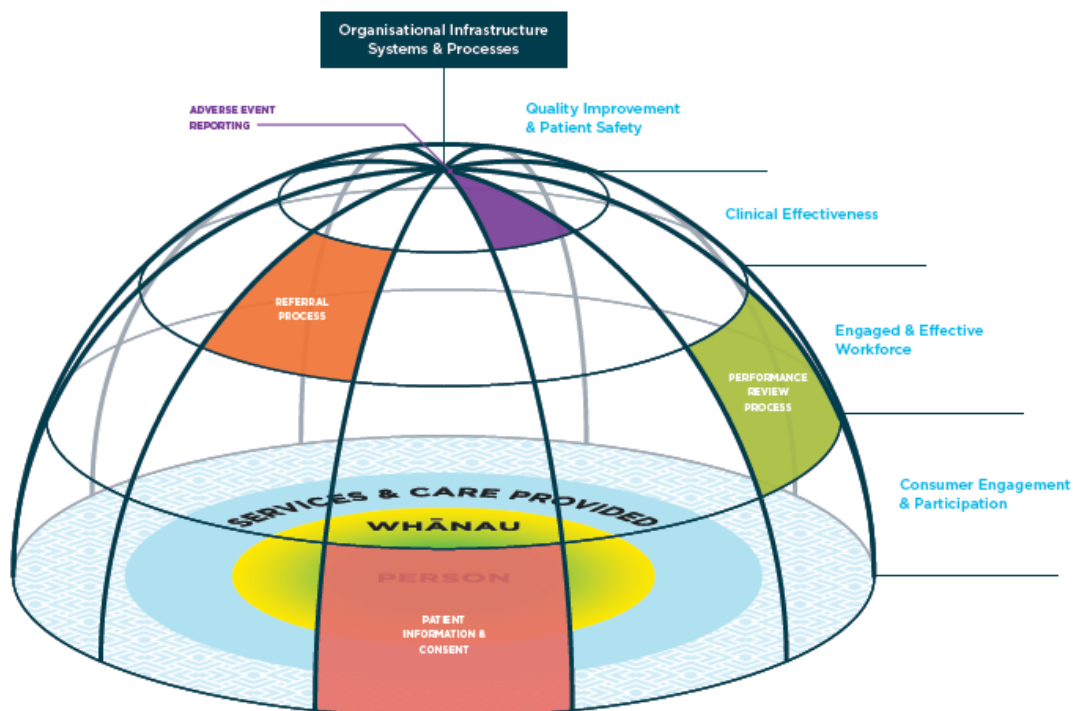 Organisational Infrastructure
Systems & Processes
ADVERSE EVENT
REPORTING
Quality Improvement
& Patient Safety
Clinical Effectiveness
REFERRAL
PROCESS
Engaged & Effective
Workforce
PERFORMANCE
REVIEW
PROCESS
Consumer Engagement
& Participation
SERVICES & CARE PROVIDED
WHĀNAU
PERSON
PATIENT
INFORMATION &
CONSENT